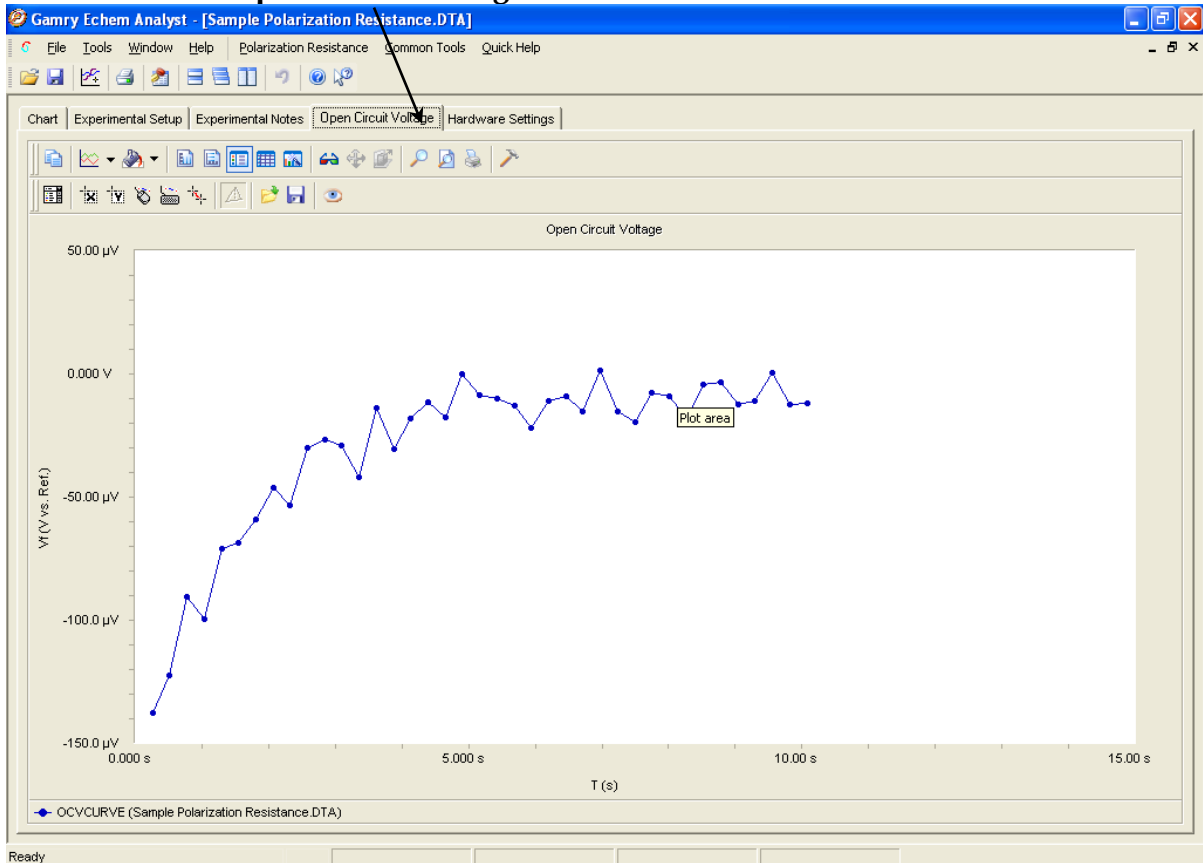 Gamry Echem Analyst - [Sample Polarization Resistance.DTA]
File Tools Window Help Polarization Resistance Common Tools Quick Help
Chart Experimental Setup Experimental Notes Open Circuit Voltage Hardware Settings
Open Circuit Voltage
50.00 µV
0.000 V
-50.00 µV
-100.0 µV
-150.0 µV
Vf (V vs. Ref.)
Plot area
0.000 s 5.000 s 10.00 s 15.00 s
T (s)
OCVCURVE (Sample Polarization Resistance.DTA)
Ready